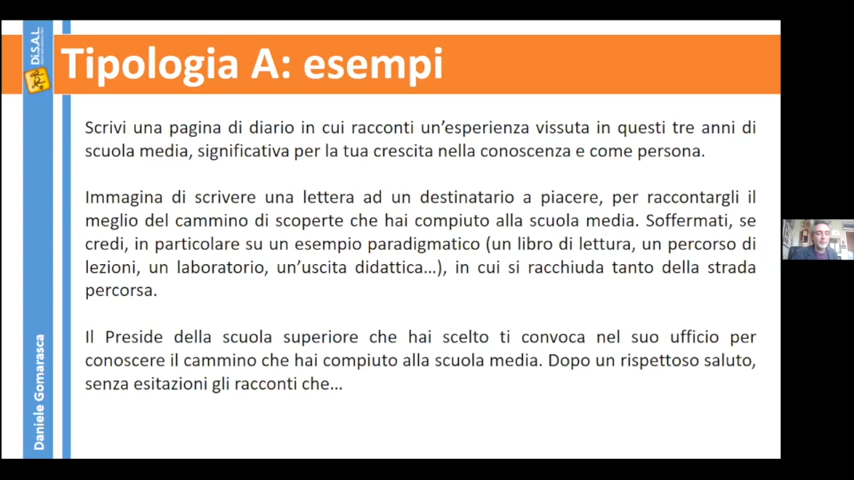 Di.S.A.L.
Tipologia A: esempi
Scrivi una pagina di diario in cui racconti un'esperienza vissuta in questi tre anni di
scuola media, significativa per la tua crescita nella conoscenza e come persona.
Immagina di scrivere una lettera ad un destinatario a piacere, per raccontargli il
meglio del cammino di scoperte che hai compiuto alla scuola media. Soffermati, se
credi, in particolare su un esempio paradigmatico (un libro di lettura, un percorso di
lezioni, un laboratorio, un'uscita didattica…), in cui si racchiuda tanto della strada
percorsa.
Il Preside della scuola superiore che hai scelto ti convoca nel suo ufficio per
conoscere il cammino che hai compiuto alla scuola media. Dopo un rispettoso saluto,
senza esitazioni gli racconti che…
Daniele Gomarasca